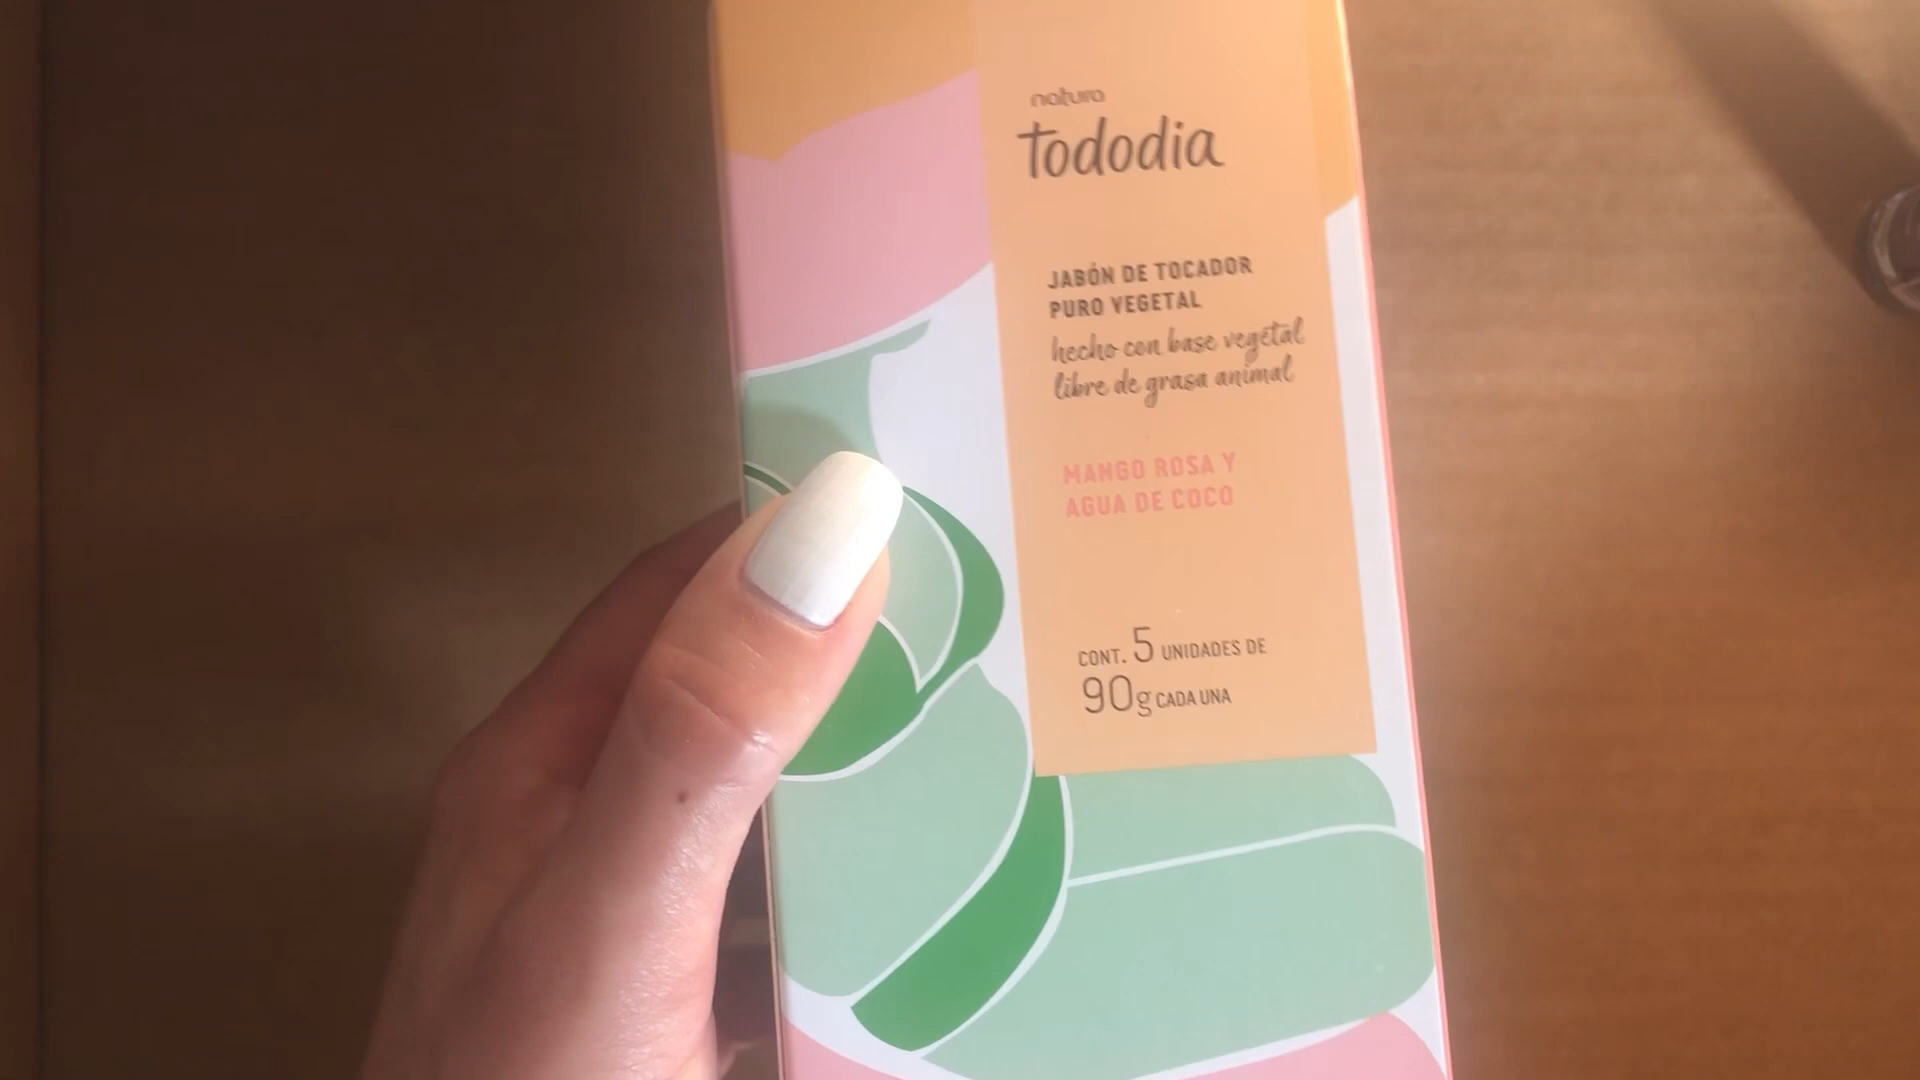 natura
tododia
JABÓN DE TOCADOR
PURO VEGETAL
hecho con base vegetal
libre de grasa animal
MANGO ROSA Y
AGUA DE COCO
CONT. 5 UNIDADES DE
90g CADA UNA